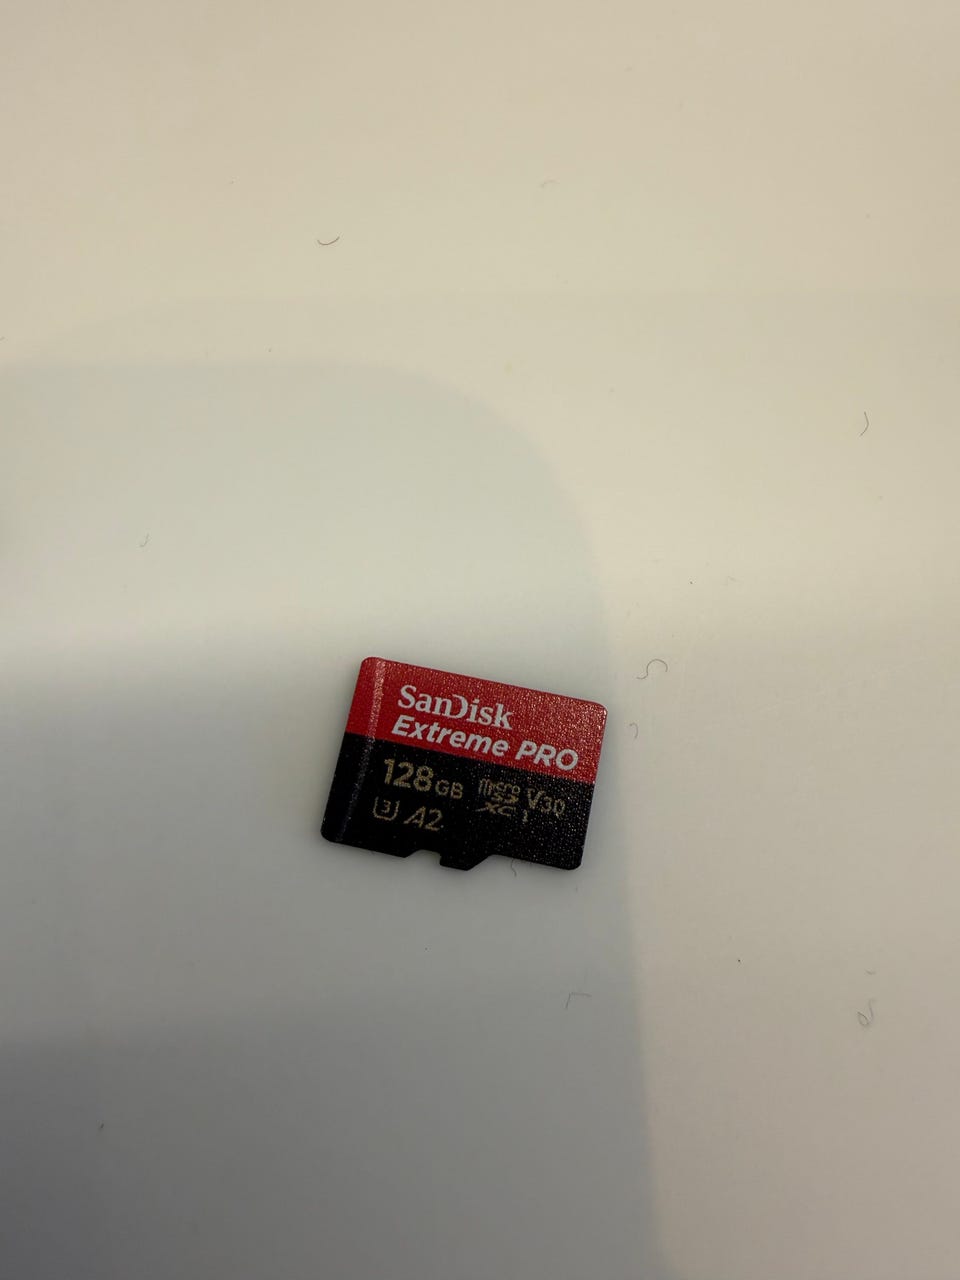 SanDisk
Extreme PRO
128GB micro SD XC I V30
3 A2